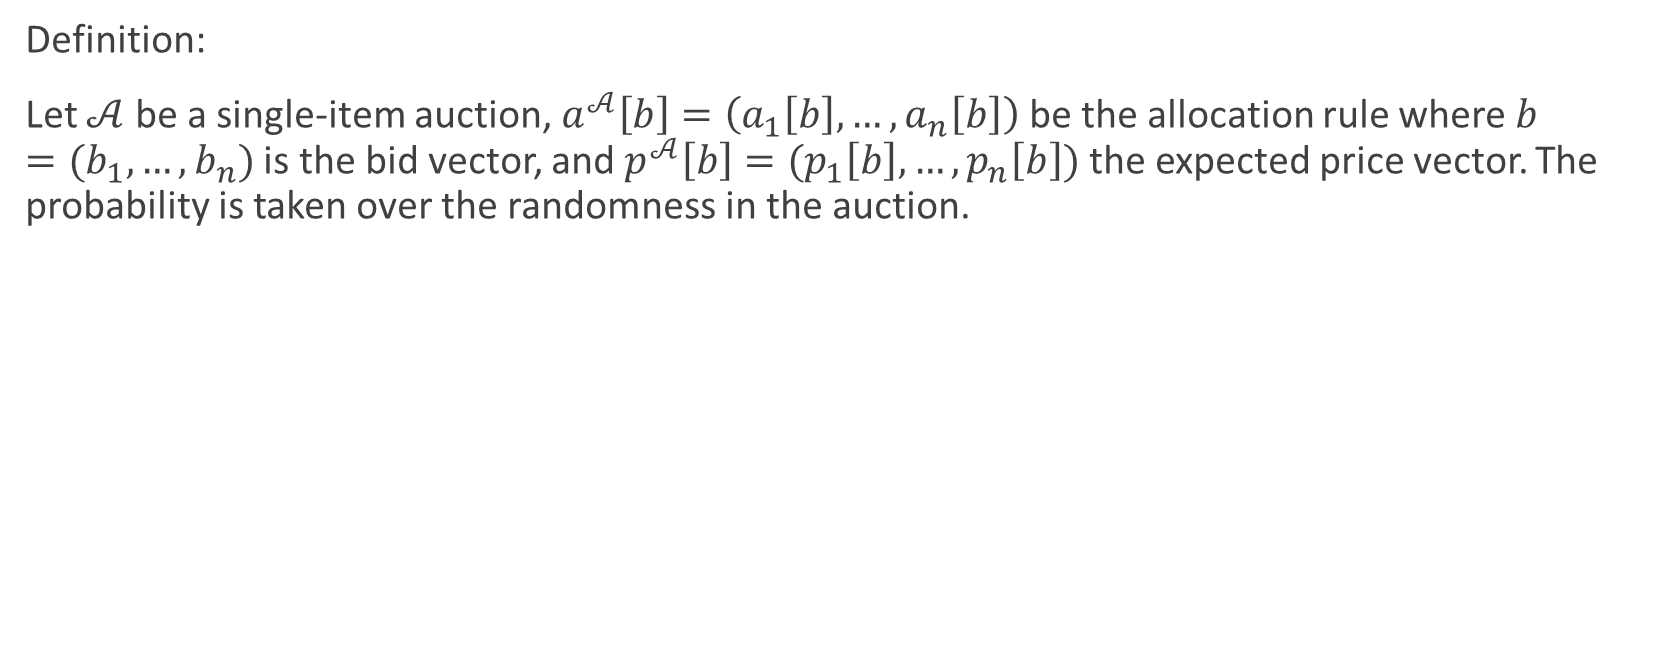 Definition:
Let 𝒜 be a single-item auction, a^𝒜[b] = (a₁[b], … , aₙ[b]) be the allocation rule where b
= (b₁, … , bₙ) is the bid vector, and p^𝒜[b] = (p₁[b], … , pₙ[b]) the expected price vector. The
probability is taken over the randomness in the auction.